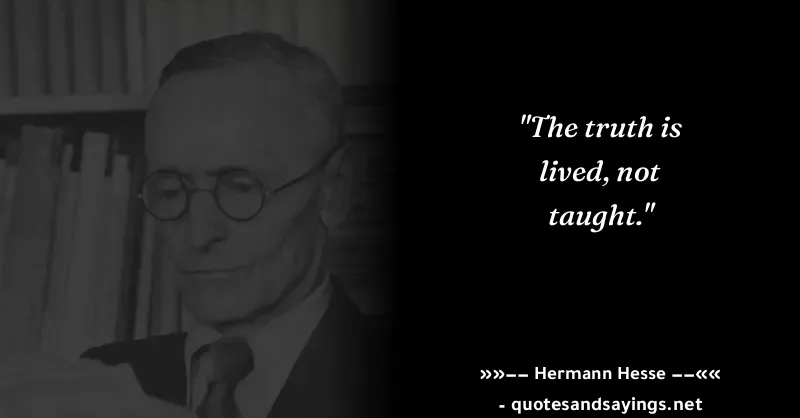 "The truth is
lived, not
taught."
»»−− Hermann Hesse −−««
- quotesandsayings.net